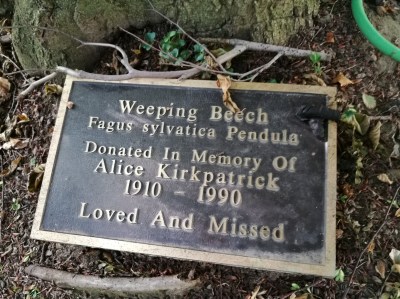 Weeping Beech
Fagus sylvatica Pendula
Donated In Memory Of
Alice Kirkpatrick
1910 - 1990
Loved And Missed